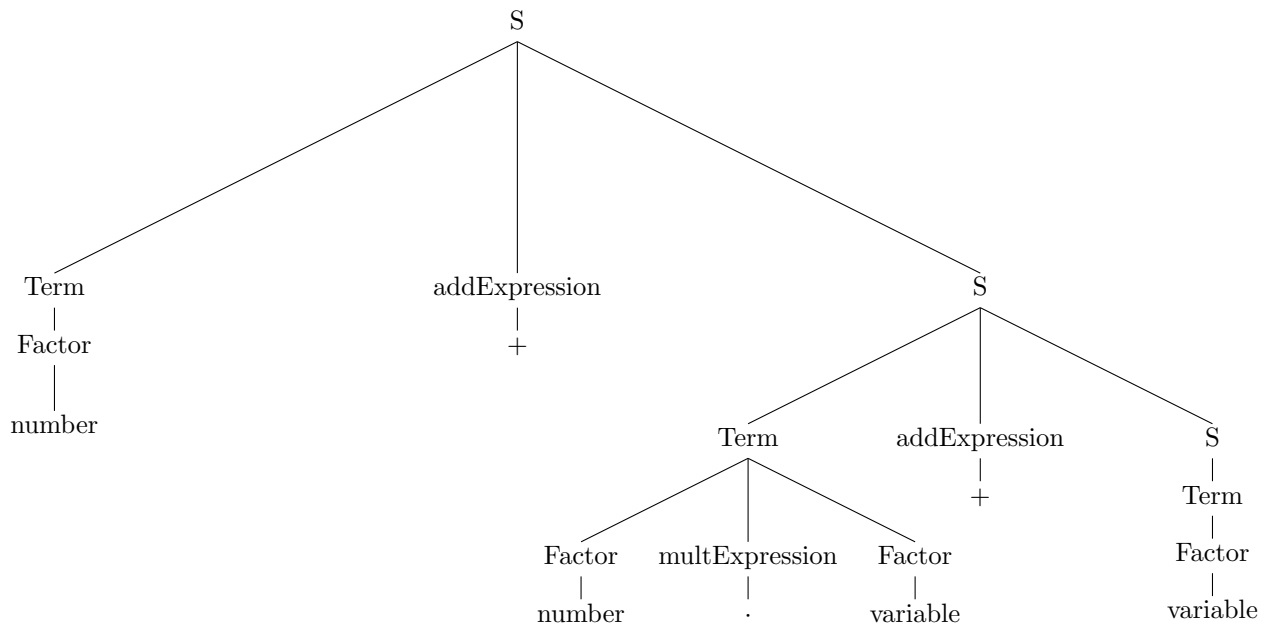 S
Term addExpression S
Factor +
number
Term addExpression S
+ Term
Factor multExpression Factor Factor
number · variable variable